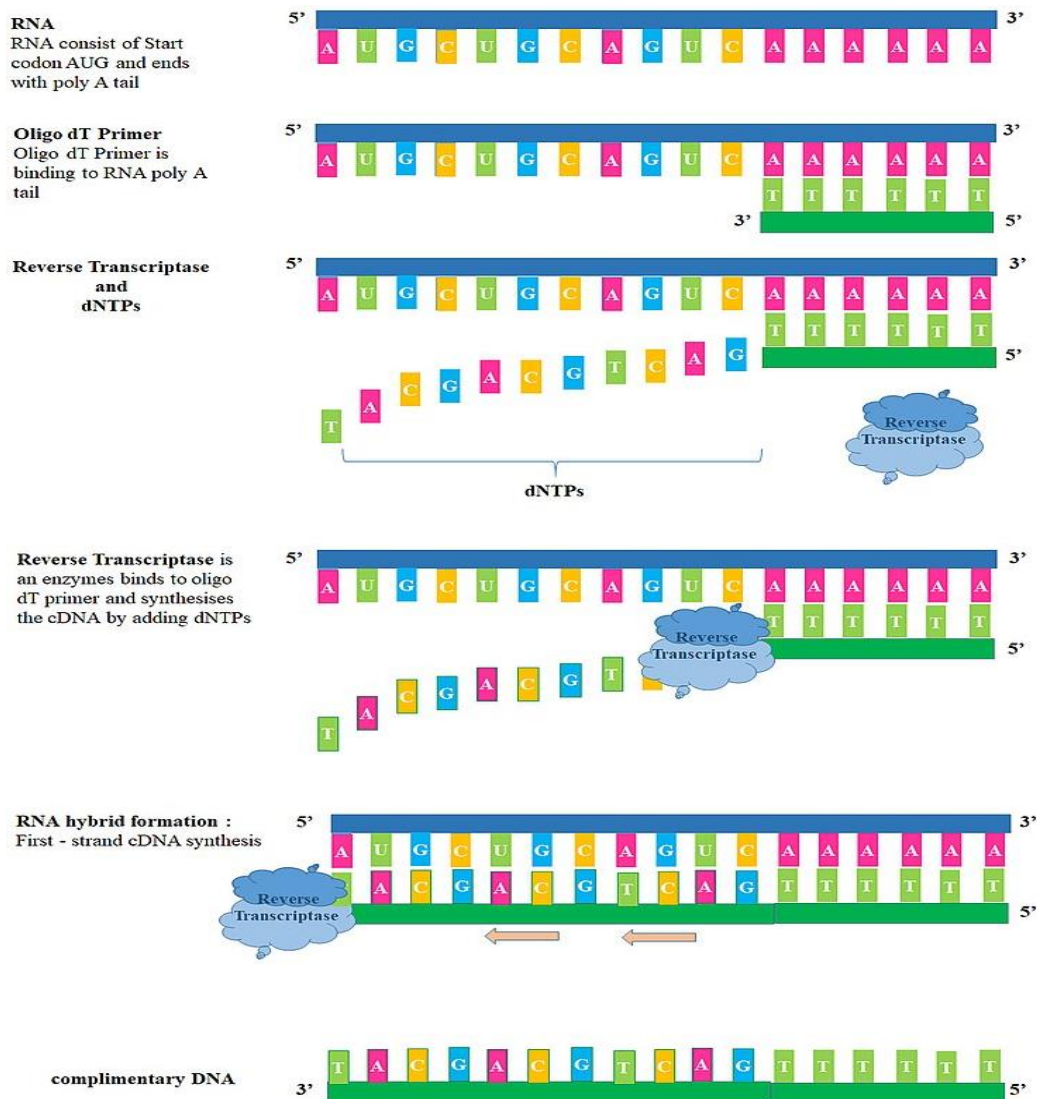 RNA
RNA consist of Start
codon AUG and ends
with poly A tail
5’ 3’
A U G C U G C A G U C A A A A A A
Oligo dT Primer
Oligo dT Primer is
binding to RNA poly A
tail
5’ 3’
A U G C U G C A G U C A A A A A A
T T T T T T
3’ 5’
Reverse Transcriptase
and
dNTPs
5’ 3’
A U G C U G C A G U C A A A A A A
T T T T T T
5’
T A C G A C G T C A G
dNTPs
Reverse
Transcriptase
Reverse Transcriptase is
an enzymes binds to oligo
dT primer and synthesises
the cDNA by adding dNTPs
5’ 3’
A U G C U G C A G U C A A A A A A
T T T T T T
5’
Reverse
Transcriptase
T A C G A C G T
RNA hybrid formation :
First - strand cDNA synthesis
5’ 3’
A U G C U G C A G U C A A A A A A
T A C G A C G T C A G T T T T T T
5’
Reverse
Transcriptase
complimentary DNA
T A C G A C G T C A G T T T T T T
3’ 5’